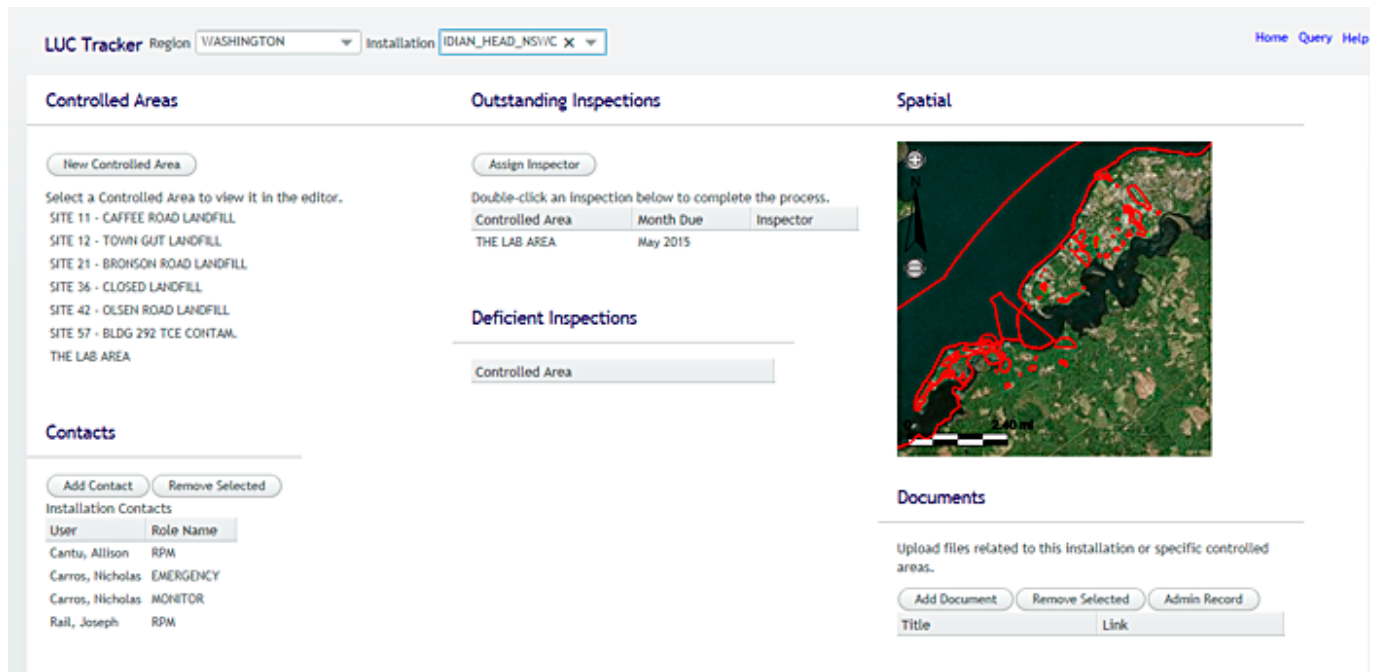 LUC Tracker Region WASHINGTON Installation IDIAN_HEAD_NSWC X
Home Query Help
Controlled Areas
New Controlled Area
Select a Controlled Area to view it in the editor.
SITE 11 - CAFFEE ROAD LANDFILL
SITE 12 - TOWN GUT LANDFILL
SITE 21 - BRONSON ROAD LANDFILL
SITE 36 - CLOSED LANDFILL
SITE 42 - OLSEN ROAD LANDFILL
SITE 57 - BLDG 292 TCE CONTAM.
THE LAB AREA
Contacts
Add Contact Remove Selected
Installation Contacts
User Role Name
Cantu, Allison RPM
Carros, Nicholas EMERGENCY
Carros, Nicholas MONITOR
Rail, Joseph RPM
Outstanding Inspections
Assign Inspector
Double-click an inspection below to complete the process.
Controlled Area Month Due Inspector
THE LAB AREA May 2015
Deficient Inspections
Controlled Area
Spatial
N
0 2.40 mi
Documents
Upload files related to this installation or specific controlled
areas.
Add Document Remove Selected Admin Record
Title Link